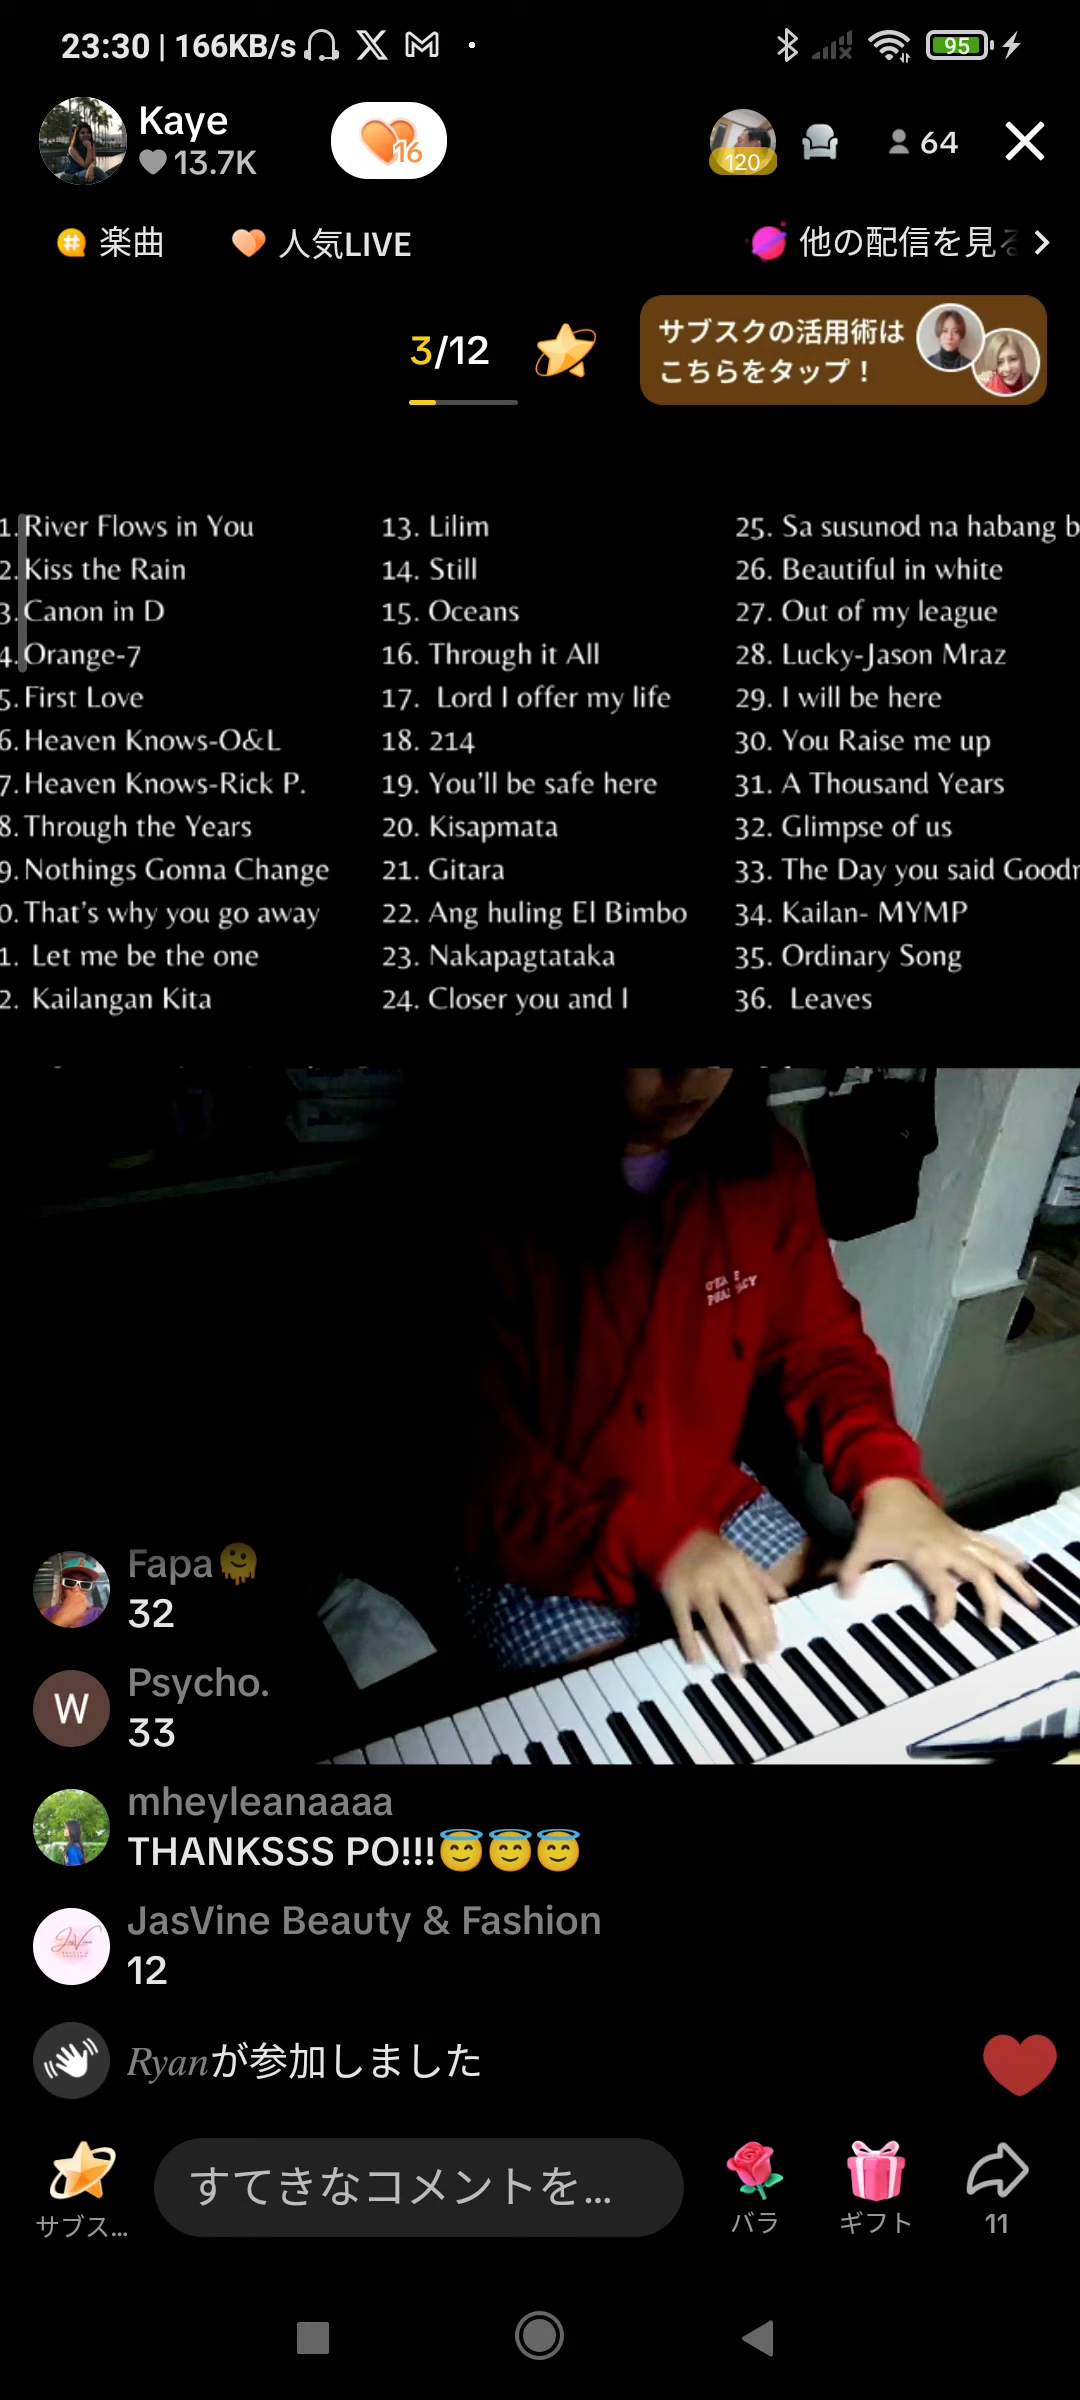 23:30 | 166KB/s
95
Kaye
13.7K
16
120
64
楽曲
人気LIVE
他の配信を見る
3/12
サブスクの活用術は
こちらをタップ！
1. River Flows in You
2. Kiss the Rain
3. Canon in D
4. Orange-7
5. First Love
6. Heaven Knows-O&L
7. Heaven Knows-Rick P.
8. Through the Years
9. Nothings Gonna Change
0. That's why you go away
1. Let me be the one
2. Kailangan Kita
13. Lilim
14. Still
15. Oceans
16. Through it All
17. Lord I offer my life
18. 214
19. You'll be safe here
20. Kisapmata
21. Gitara
22. Ang huling El Bimbo
23. Nakapagtataka
24. Closer you and I
25. Sa susunod na habang b
26. Beautiful in white
27. Out of my league
28. Lucky-Jason Mraz
29. I will be here
30. You Raise me up
31. A Thousand Years
32. Glimpse of us
33. The Day you said Good
34. Kailan- MYMP
35. Ordinary Song
36. Leaves
Fapa🫠
32
W
Psycho.
33
mheyleanaaaa
THANKSSS PO!!!😇😇😇
JasVine Beauty & Fashion
12
Ryanが参加しました
すてきなコメントを...
サブス...
バラ
ギフト
11